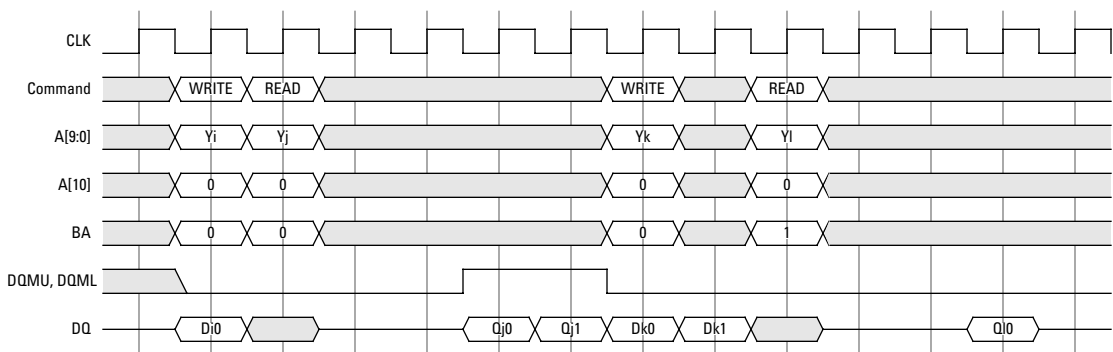 CLK
Command WRITE READ WRITE READ
A[9:0] Yi Yj Yk Yl
A[10] 0 0 0 0
BA 0 0 0 1
DQMU, DQML
DQ Di0 Qj0 Qj1 Dk0 Dk1 Ql0